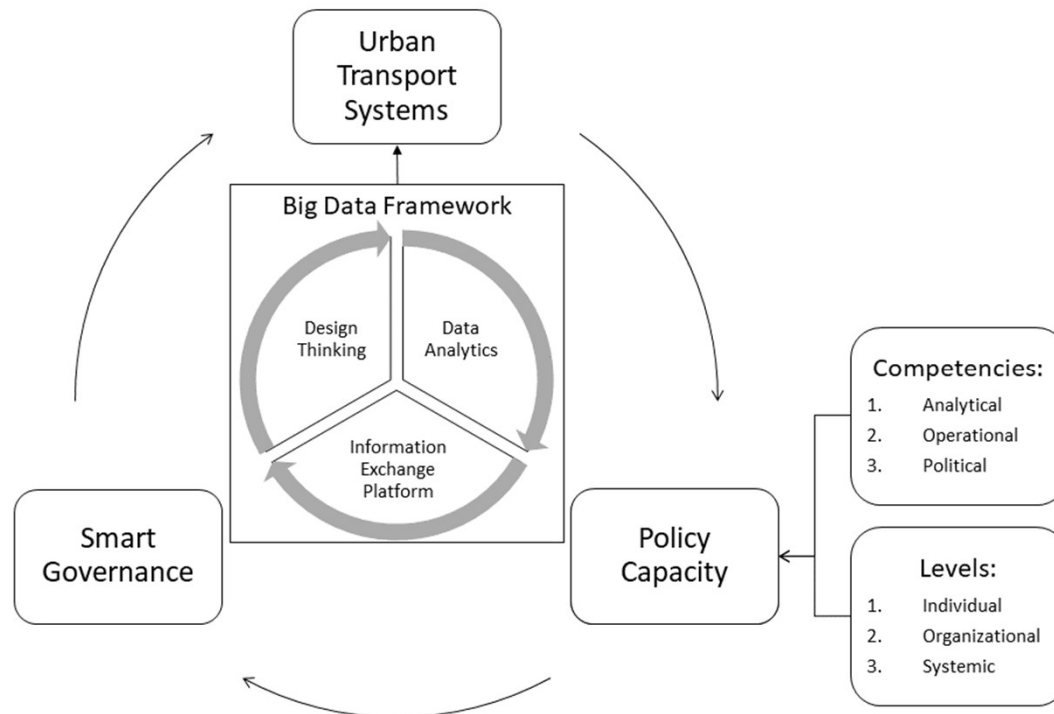 Urban
Transport
Systems
Big Data Framework
Design
Thinking
Data
Analytics
Information
Exchange
Platform
Smart
Governance
Policy
Capacity
Competencies:
1. Analytical
2. Operational
3. Political
Levels:
1. Individual
2. Organizational
3. Systemic